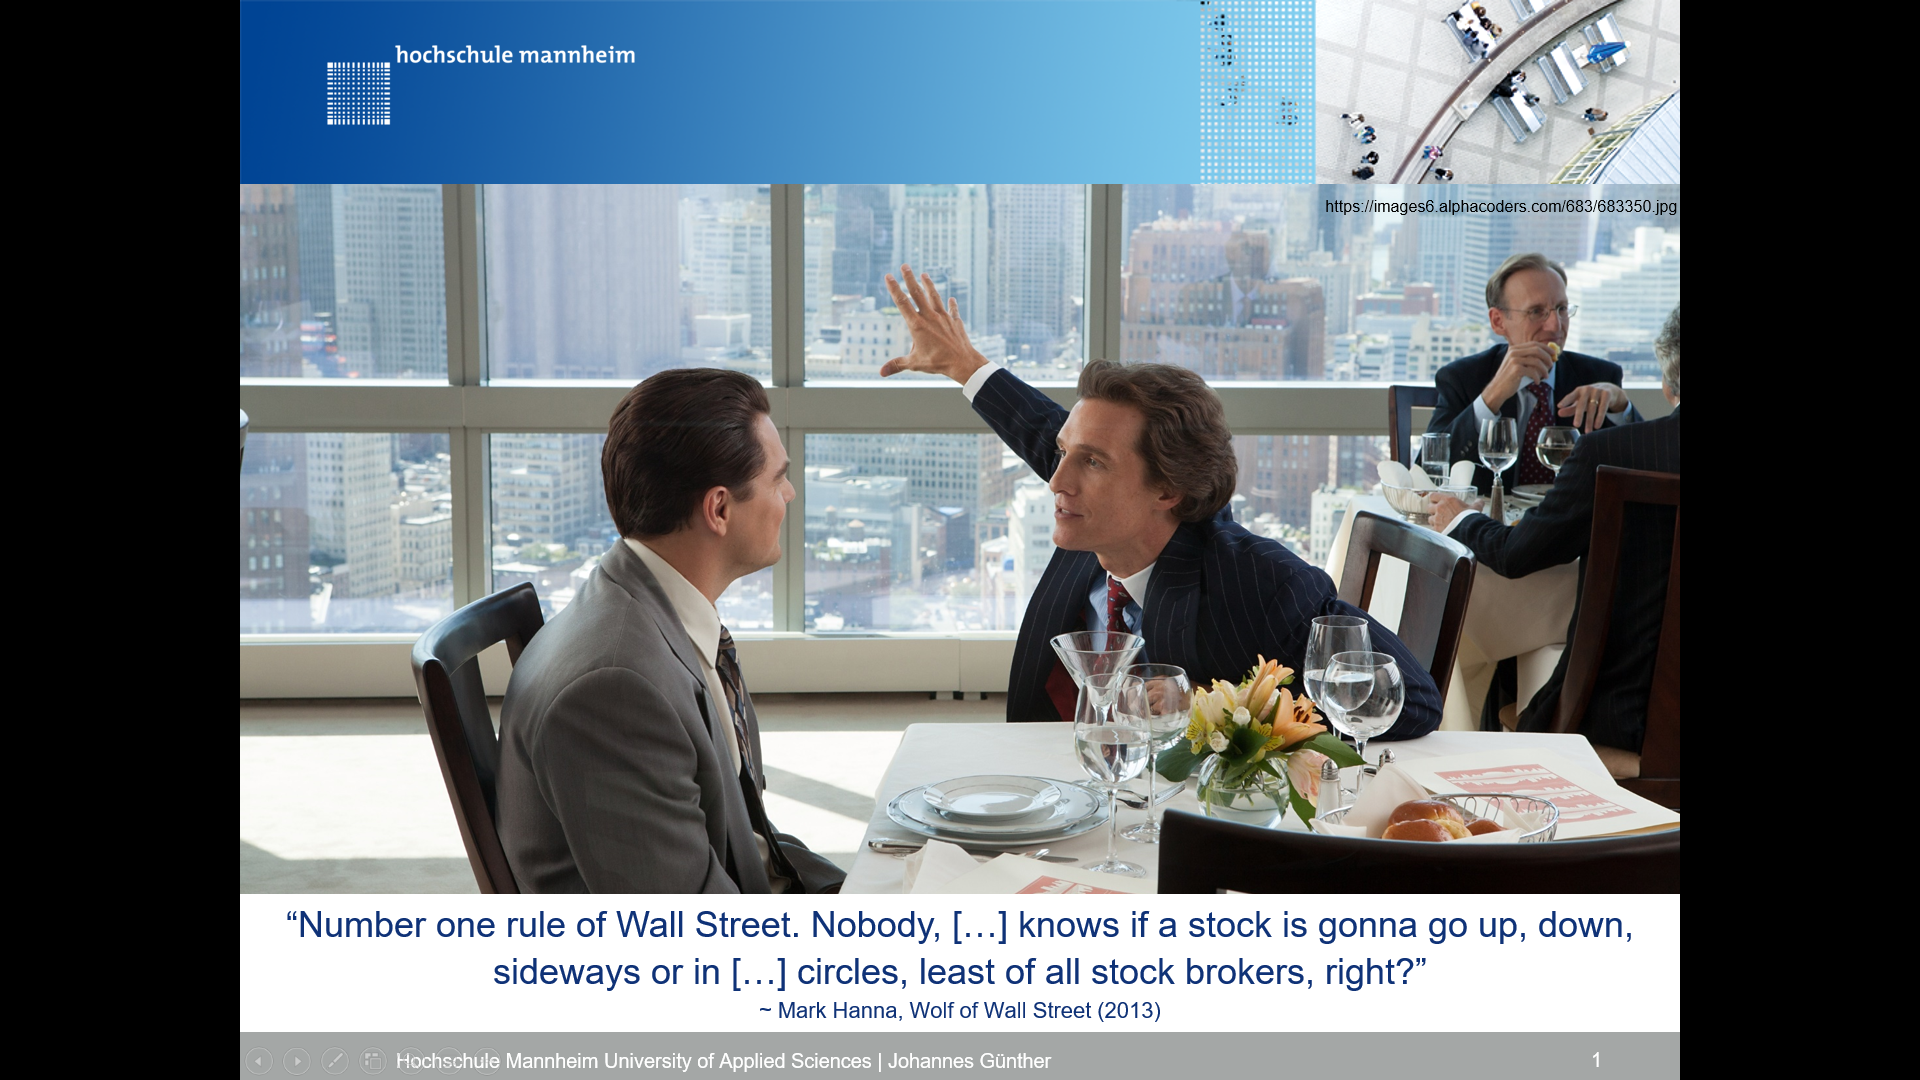 hochschule mannheim
https://images6.alphacoders.com/683/683350.jpg
“Number one rule of Wall Street. Nobody, […] knows if a stock is gonna go up, down,
sideways or in […] circles, least of all stock brokers, right?”
~ Mark Hanna, Wolf of Wall Street (2013)
Hochschule Mannheim University of Applied Sciences | Johannes Günther
1